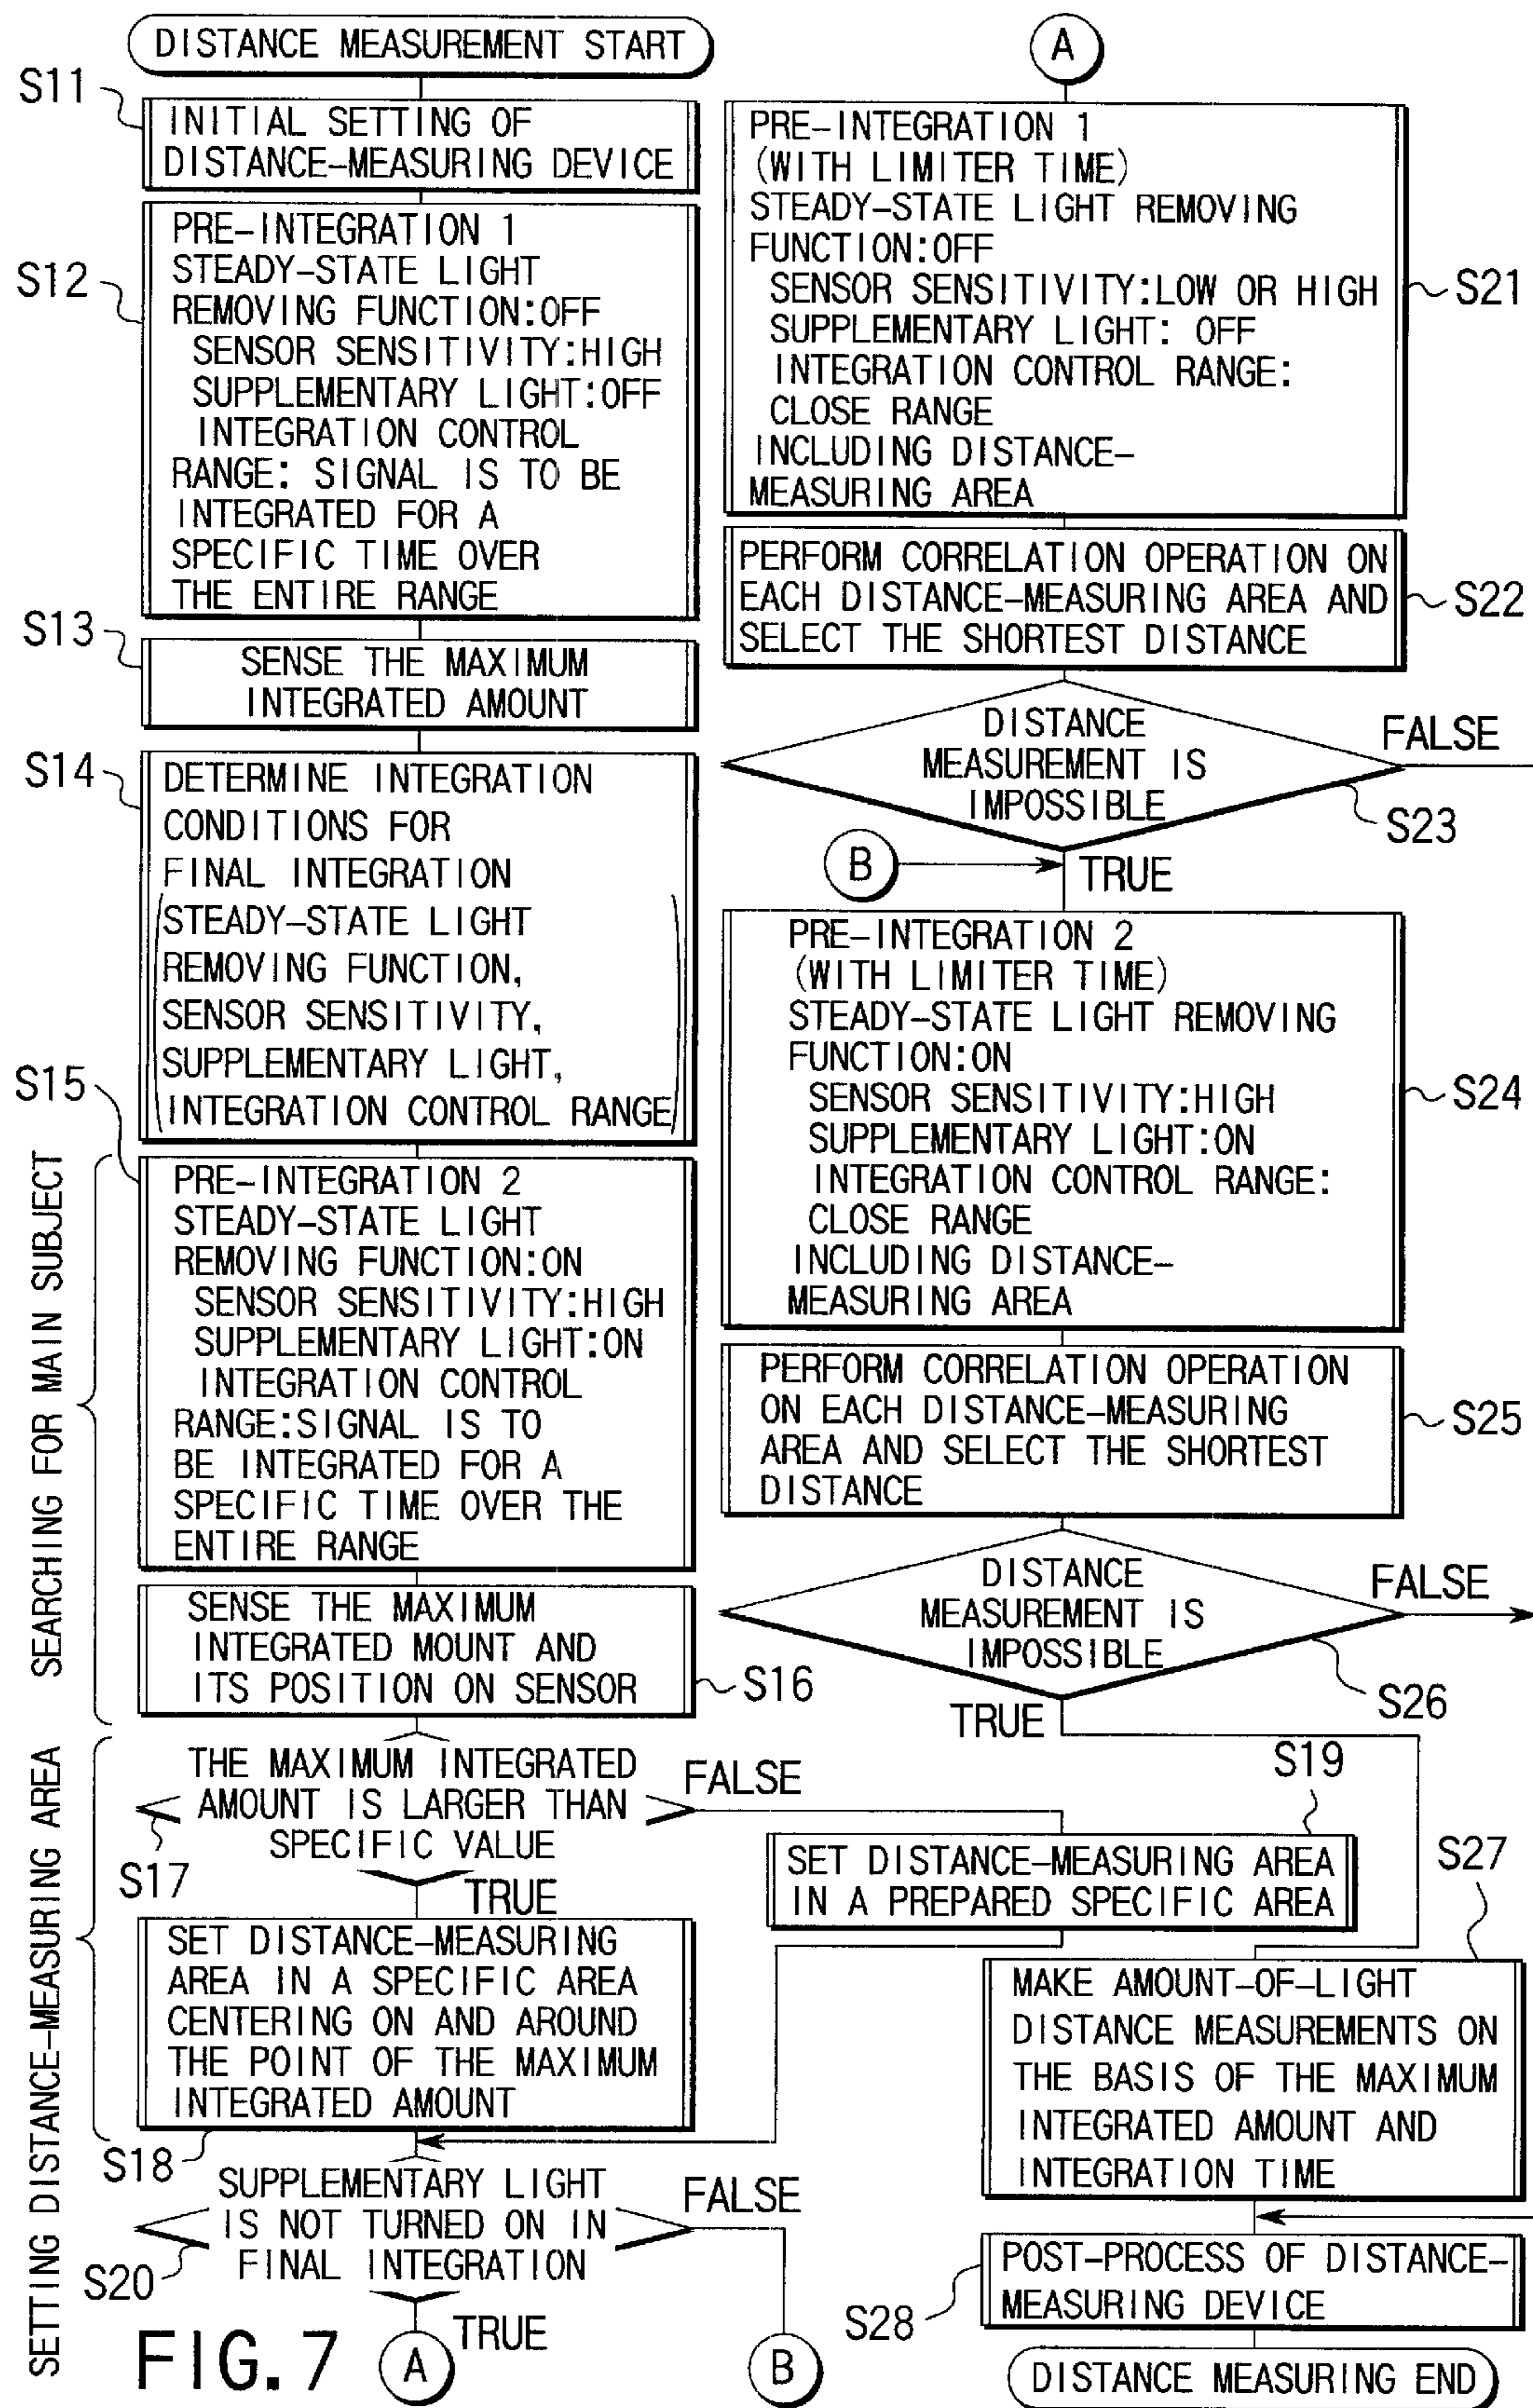 DISTANCE MEASUREMENT START
S11
INITIAL SETTING OF
DISTANCE-MEASURING DEVICE
S12
PRE-INTEGRATION 1
STEADY-STATE LIGHT
REMOVING FUNCTION:OFF
SENSOR SENSITIVITY:HIGH
SUPPLEMENTARY LIGHT:OFF
INTEGRATION CONTROL
RANGE: SIGNAL IS TO BE
INTEGRATED FOR A
SPECIFIC TIME OVER
THE ENTIRE RANGE
S13
SENSE THE MAXIMUM
INTEGRATED AMOUNT
S14
DETERMINE INTEGRATION
CONDITIONS FOR
FINAL INTEGRATION
(STEADY-STATE LIGHT
REMOVING FUNCTION,
SENSOR SENSITIVITY,
SUPPLEMENTARY LIGHT,
INTEGRATION CONTROL RANGE)
SEARCHING FOR MAIN SUBJECT
S15
PRE-INTEGRATION 2
STEADY-STATE LIGHT
REMOVING FUNCTION:ON
SENSOR SENSITIVITY:HIGH
SUPPLEMENTARY LIGHT:ON
INTEGRATION CONTROL
RANGE:SIGNAL IS TO
BE INTEGRATED FOR A
SPECIFIC TIME OVER THE
ENTIRE RANGE
SENSE THE MAXIMUM
INTEGRATED MOUNT AND
ITS POSITION ON SENSOR
S16
SETTING DISTANCE-MEASURING AREA
THE MAXIMUM INTEGRATED
AMOUNT IS LARGER THAN
SPECIFIC VALUE
S17
FALSE
TRUE
SET DISTANCE-MEASURING
AREA IN A SPECIFIC AREA
CENTERING ON AND AROUND
THE POINT OF THE MAXIMUM
INTEGRATED AMOUNT
S18
SUPPLEMENTARY LIGHT
IS NOT TURNED ON IN
FINAL INTEGRATION
S20
FALSE
TRUE
A
B
FIG. 7
A
PRE-INTEGRATION 1
(WITH LIMITER TIME)
STEADY-STATE LIGHT REMOVING
FUNCTION:OFF
SENSOR SENSITIVITY:LOW OR HIGH
SUPPLEMENTARY LIGHT: OFF
INTEGRATION CONTROL RANGE:
CLOSE RANGE
INCLUDING DISTANCE-
MEASURING AREA
S21
PERFORM CORRELATION OPERATION ON
EACH DISTANCE-MEASURING AREA AND
SELECT THE SHORTEST DISTANCE
S22
DISTANCE
MEASUREMENT IS
IMPOSSIBLE
FALSE
S23
B
TRUE
PRE-INTEGRATION 2
(WITH LIMITER TIME)
STEADY-STATE LIGHT REMOVING
FUNCTION:ON
SENSOR SENSITIVITY:HIGH
SUPPLEMENTARY LIGHT:ON
INTEGRATION CONTROL RANGE:
CLOSE RANGE
INCLUDING DISTANCE-
MEASURING AREA
S24
PERFORM CORRELATION OPERATION
ON EACH DISTANCE-MEASURING
AREA AND SELECT THE SHORTEST
DISTANCE
S25
DISTANCE
MEASUREMENT IS
IMPOSSIBLE
FALSE
S26
TRUE
S19
SET DISTANCE-MEASURING AREA
IN A PREPARED SPECIFIC AREA
S27
MAKE AMOUNT-OF-LIGHT
DISTANCE MEASUREMENTS ON
THE BASIS OF THE MAXIMUM
INTEGRATED AMOUNT AND
INTEGRATION TIME
POST-PROCESS OF DISTANCE-
MEASURING DEVICE
S28
DISTANCE MEASURING END